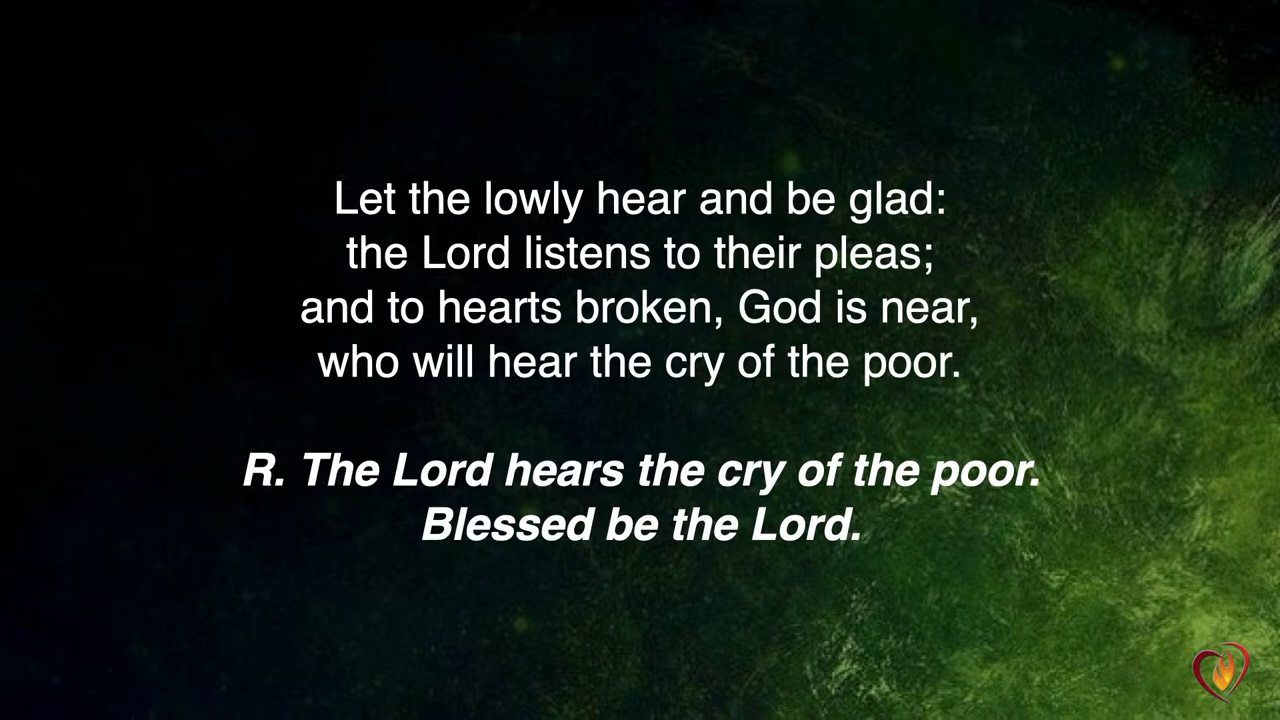 Let the lowly hear and be glad:
the Lord listens to their pleas;
and to hearts broken, God is near,
who will hear the cry of the poor.
R. The Lord hears the cry of the poor.
Blessed be the Lord.